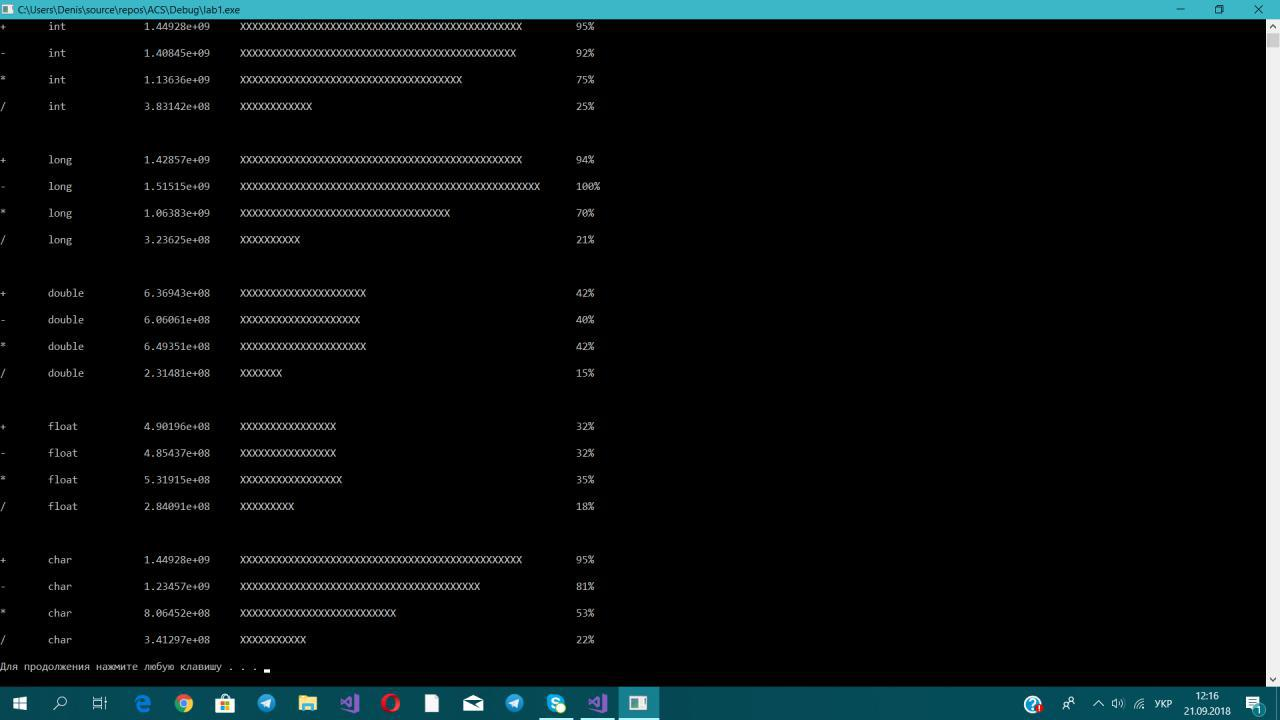 C:\Users\Denis\source\repos\ACS\Debug\lab1.exe
+ int 1.44928e+09 XXXXXXXXXXXXXXXXXXXXXXXXXXXXXXXXXXXXXXXXXXXXXXX 95%
- int 1.40845e+09 XXXXXXXXXXXXXXXXXXXXXXXXXXXXXXXXXXXXXXXXXXXXXX 92%
* int 1.13636e+09 XXXXXXXXXXXXXXXXXXXXXXXXXXXXXXXXXXXXX 75%
/ int 3.83142e+08 XXXXXXXXXXXX 25%
+ long 1.42857e+09 XXXXXXXXXXXXXXXXXXXXXXXXXXXXXXXXXXXXXXXXXXXXXXX 94%
- long 1.51515e+09 XXXXXXXXXXXXXXXXXXXXXXXXXXXXXXXXXXXXXXXXXXXXXXXXXX 100%
* long 1.06383e+09 XXXXXXXXXXXXXXXXXXXXXXXXXXXXXXXXXXX 70%
/ long 3.23625e+08 XXXXXXXXXX 21%
+ double 6.36943e+08 XXXXXXXXXXXXXXXXXXXXX 42%
- double 6.06061e+08 XXXXXXXXXXXXXXXXXXXX 40%
* double 6.49351e+08 XXXXXXXXXXXXXXXXXXXXX 42%
/ double 2.31481e+08 XXXXXXX 15%
+ float 4.90196e+08 XXXXXXXXXXXXXXXX 32%
- float 4.85437e+08 XXXXXXXXXXXXXXXX 32%
* float 5.31915e+08 XXXXXXXXXXXXXXXXX 35%
/ float 2.84091e+08 XXXXXXXXX 18%
+ char 1.44928e+09 XXXXXXXXXXXXXXXXXXXXXXXXXXXXXXXXXXXXXXXXXXXXXXX 95%
- char 1.23457e+09 XXXXXXXXXXXXXXXXXXXXXXXXXXXXXXXXXXXXXXXX 81%
* char 8.06452e+08 XXXXXXXXXXXXXXXXXXXXXXXXXX 53%
/ char 3.41297e+08 XXXXXXXXXXX 22%
Для продолжения нажмите любую клавишу . . .
УКР 12:16
21.09.2018 1